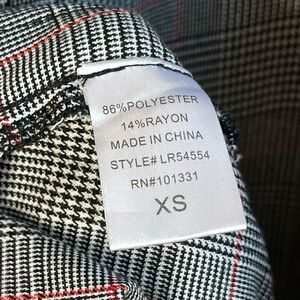 86%POLYESTER
14%RAYON
MADE IN CHINA
STYLE# LR54554
RN#101331
XS